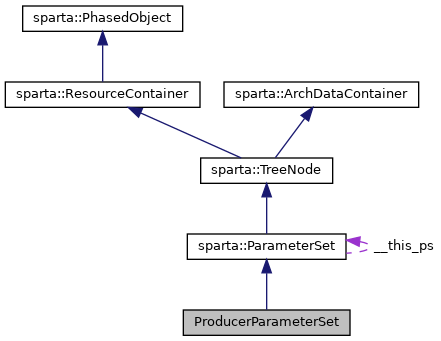 sparta::PhasedObject
sparta::ResourceContainer
sparta::ArchDataContainer
sparta::TreeNode
sparta::ParameterSet
__this_ps
ProducerParameterSet